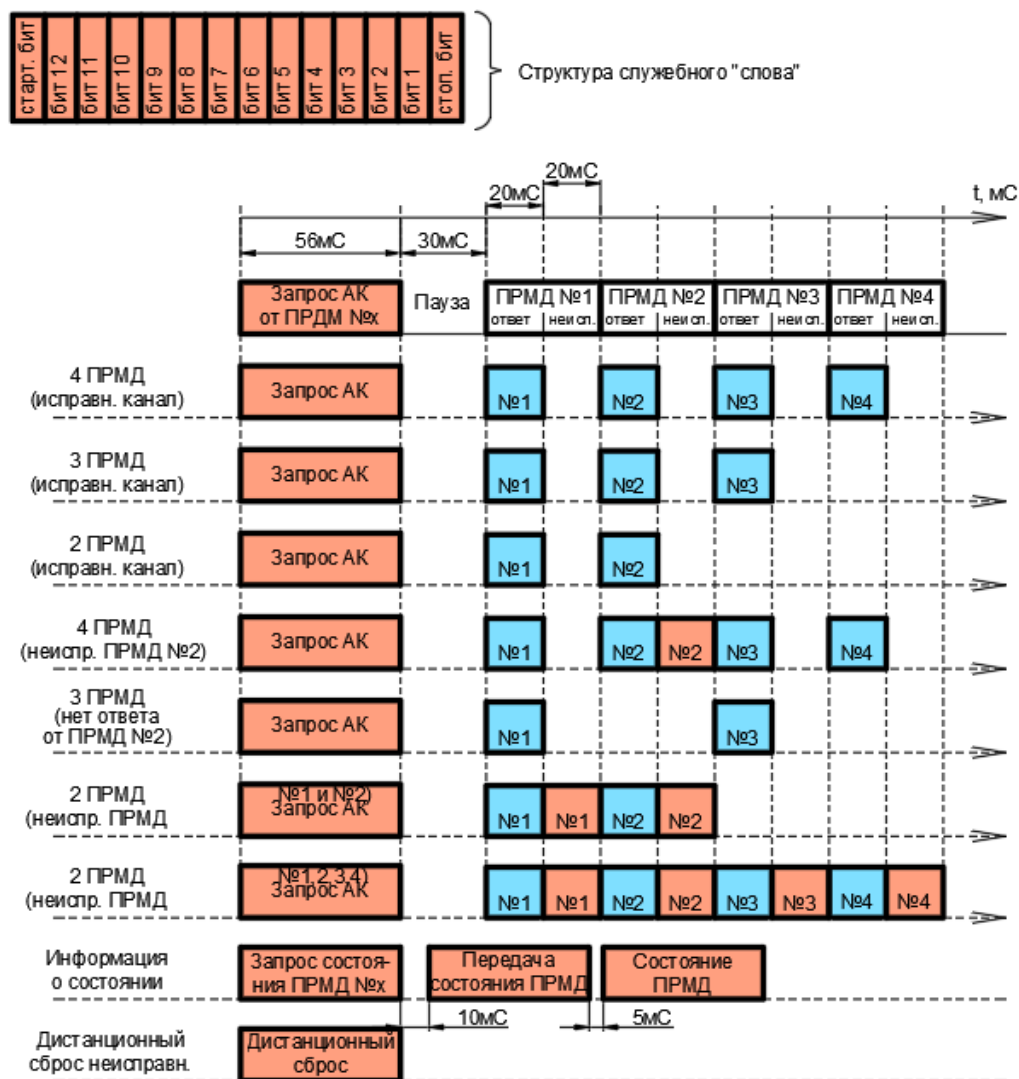 старт. бит
бит 12
бит 11
бит 10
бит 9
бит 8
бит 7
бит 6
бит 5
бит 4
бит 3
бит 2
бит 1
стоп. бит
Структура служебного "слова"
20мС
20мС
t, мС
56мС
30мС
Запрос АК
от ПРДМ №х
Пауза
ПРМД №1
ответ
неисп.
ПРМД №2
ответ
неисп.
ПРМД №3
ответ
неисп.
ПРМД №4
ответ
неисп.
4 ПРМД
(исправн. канал)
Запрос АК
№1
№2
№3
№4
3 ПРМД
(исправн. канал)
Запрос АК
№1
№2
№3
2 ПРМД
(исправн. канал)
Запрос АК
№1
№2
4 ПРМД
(неиспр. ПРМД №2)
Запрос АК
№1
№2
№2
№3
№4
3 ПРМД
(нет ответа
от ПРМД №2)
Запрос АК
№1
№3
2 ПРМД
(неиспр. ПРМД
№1 и №2)
Запрос АК
№1
№1
№2
№2
2 ПРМД
(неиспр. ПРМД
№1,2,3,4)
Запрос АК
№1
№1
№2
№2
№3
№3
№4
№4
Информация
о состоянии
Запрос состоя-
ния ПРМД №х
Передача
состояния ПРМД
Состояние
ПРМД
10мС
5мС
Дистанционный
сброс неисправн.
Дистанционный
сброс